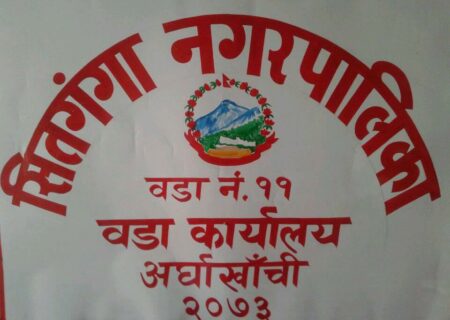 सितगंगा नगरपालिका
वडा नं.११
वडा कार्यालय
अर्घाखाँची
२०७३